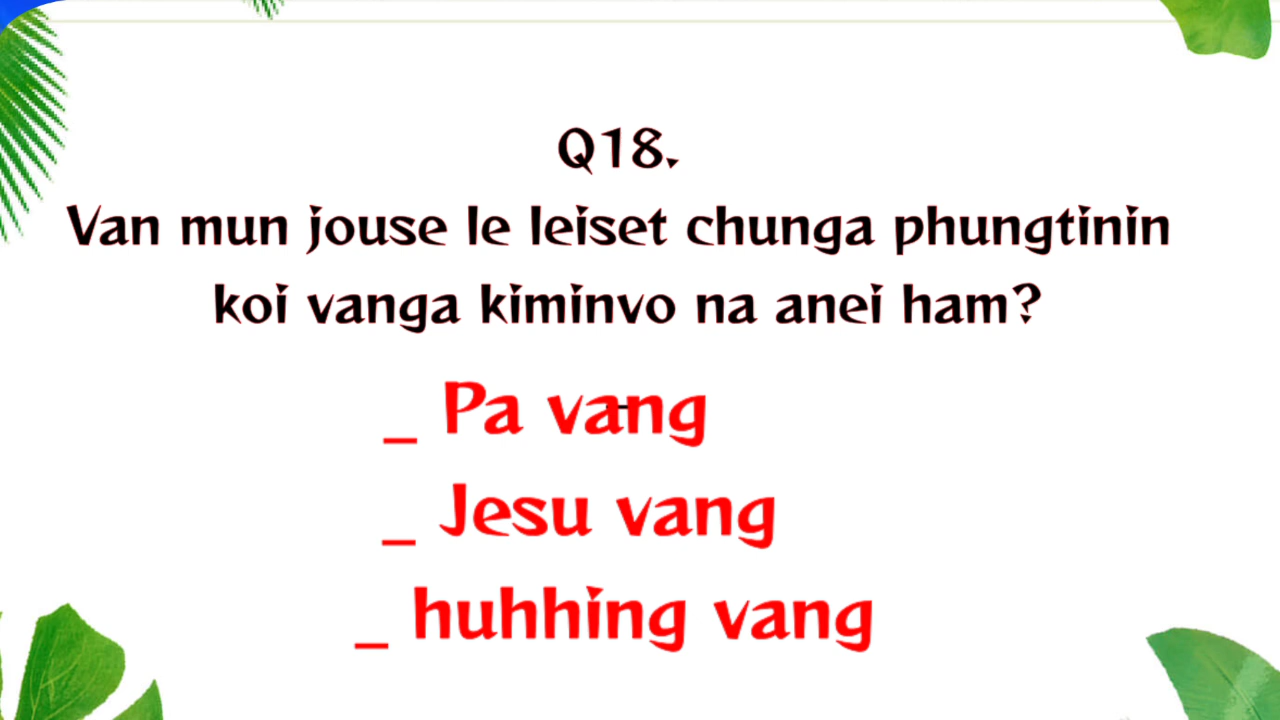 Q18.
Van mun jouse le leiset chunga phungtinin
koi vanga kiminvo na anei ham?
_ Pa vang
_ Jesu vang
_ huhhing vang